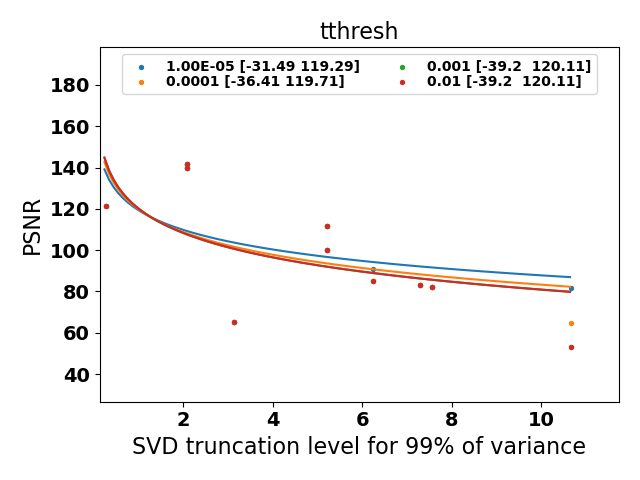 tthresh
1.00E-05 [-31.49 119.29]
0.0001 [-36.41 119.71]
0.001 [-39.2  120.11]
0.01 [-39.2  120.11]
PSNR
180
160
140
120
100
80
60
40
2 4 6 8 10
SVD truncation level for 99% of variance